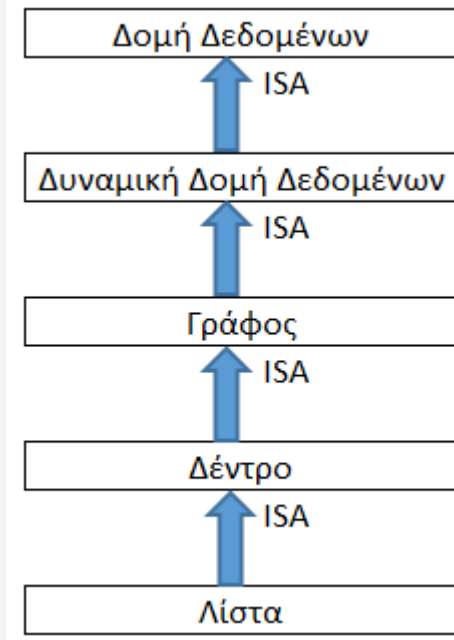 Δομή Δεδομένων
ISA
Δυναμική Δομή Δεδομένων
ISA
Γράφος
ISA
Δέντρο
ISA
Λίστα